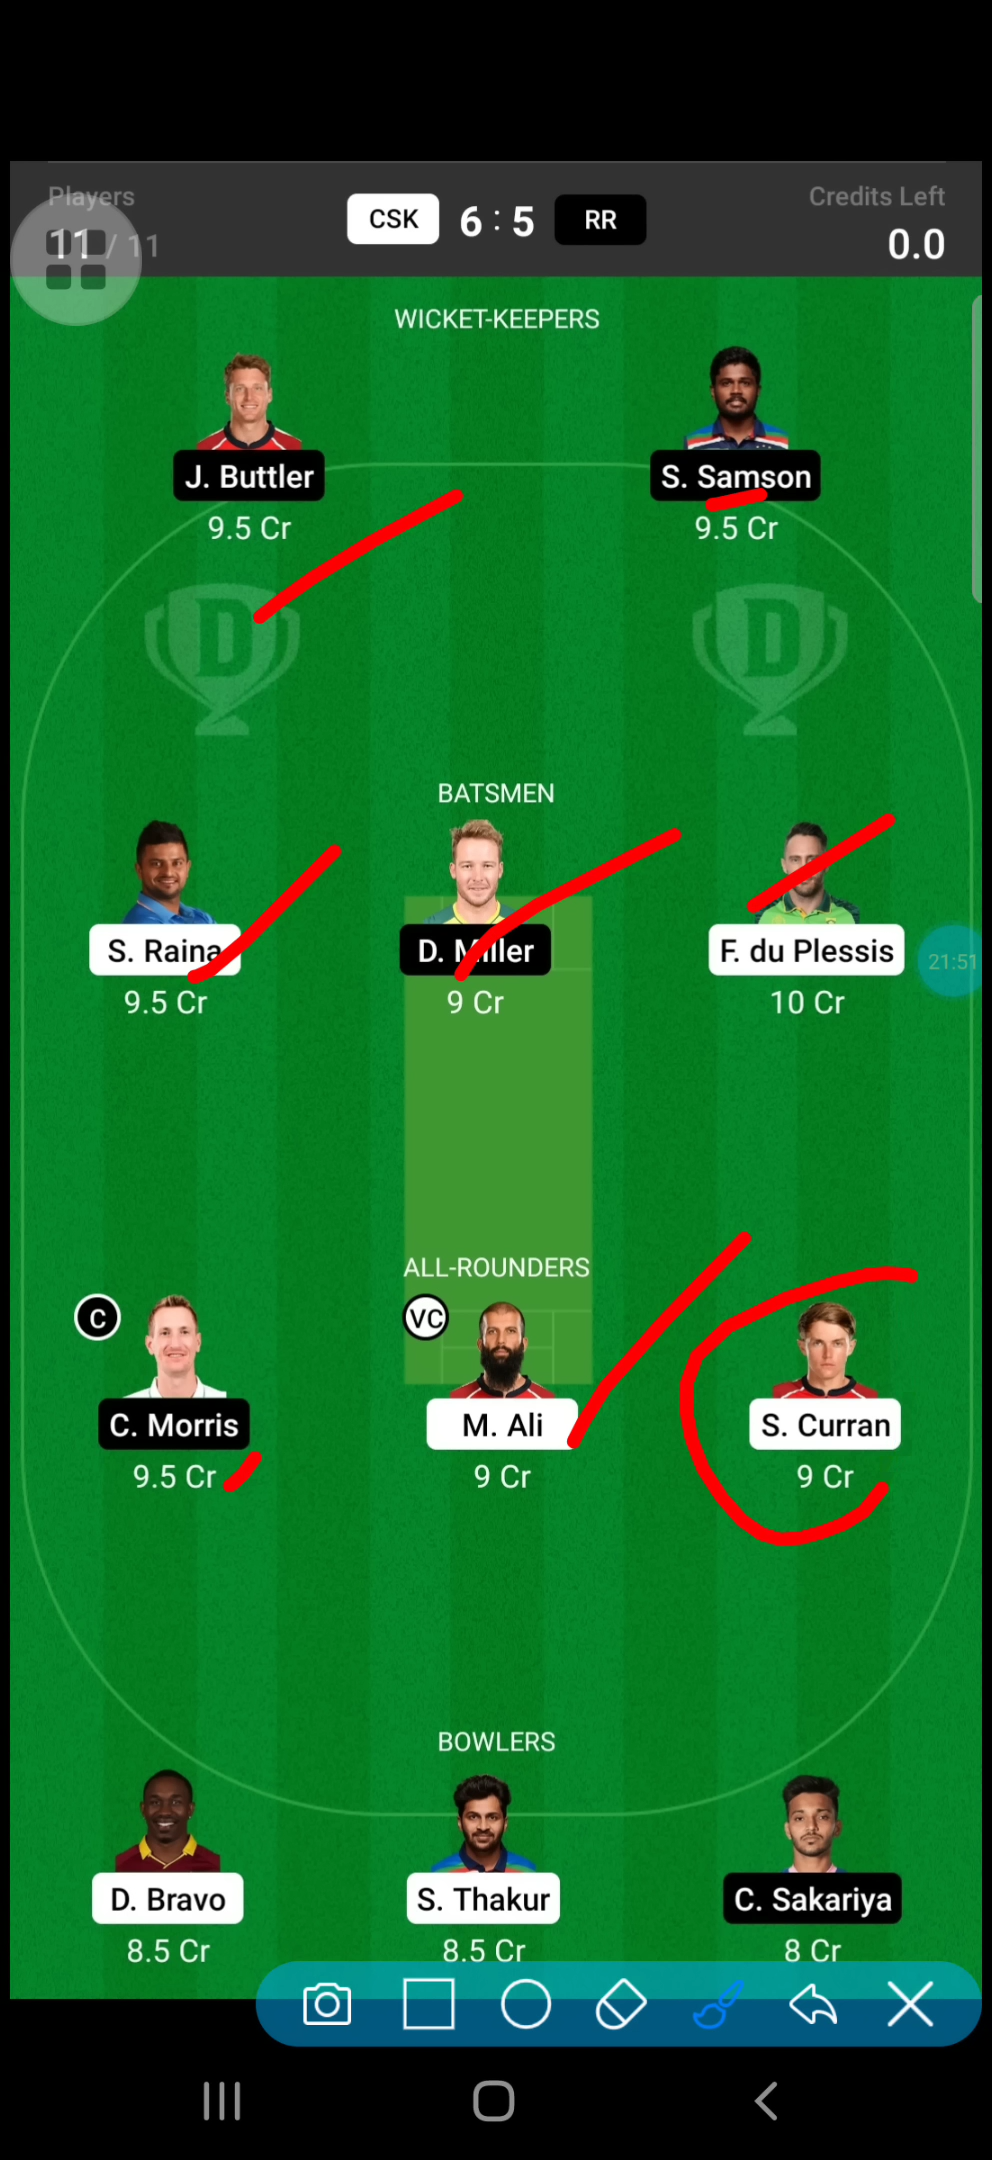 Players
CSK 6 : 5 RR
Credits Left
11 / 11
0.0
WICKET-KEEPERS
J. Buttler
S. Samson
9.5 Cr
9.5 Cr
D
D
BATSMEN
S. Raina
D. Miller
F. du Plessis
21:51
9.5 Cr
9 Cr
10 Cr
ALL-ROUNDERS
C
VC
C. Morris
M. Ali
S. Curran
9.5 Cr
9 Cr
9 Cr
BOWLERS
D. Bravo
S. Thakur
C. Sakariya
8.5 Cr
8.5 Cr
8 Cr